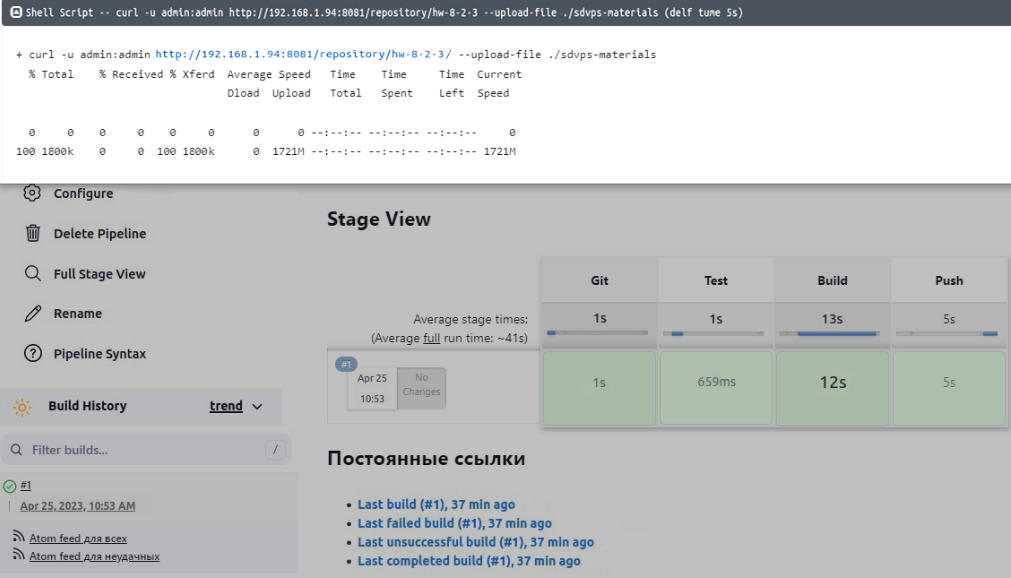 Shell Script -- curl -u admin:admin http://192.168.1.94:8081/repository/hw-8-2-3 --upload-file ./sdvps-materials (delf tume 5s)
+ curl -u admin:admin http://192.168.1.94:8081/repository/hw-8-2-3/ --upload-file ./sdvps-materials
% Total % Received % Xferd Average Speed Time Time Time Current
Dload Upload Total Spent Left Speed
0 0 0 0 0 0 0 0 --:--:-- --:--:-- --:--:-- 0
100 1800k 0 0 100 1800k 0 1721M --:--:-- --:--:-- --:--:-- 1721M
Configure
Delete Pipeline
Full Stage View
Rename
Pipeline Syntax
Build History trend
Filter builds... /
#1
Apr 25, 2023, 10:53 AM
Atom feed для всех
Atom feed для неудачных
Stage View
Git Test Build Push
Average stage times: 1s 1s 13s 5s
(Average full run time: ~41s)
#1
Apr 25 No
10:53 Changes
1s 659ms 12s 5s
Постоянные ссылки
Last build (#1), 37 min ago
Last failed build (#1), 37 min ago
Last unsuccessful build (#1), 37 min ago
Last completed build (#1), 37 min ago